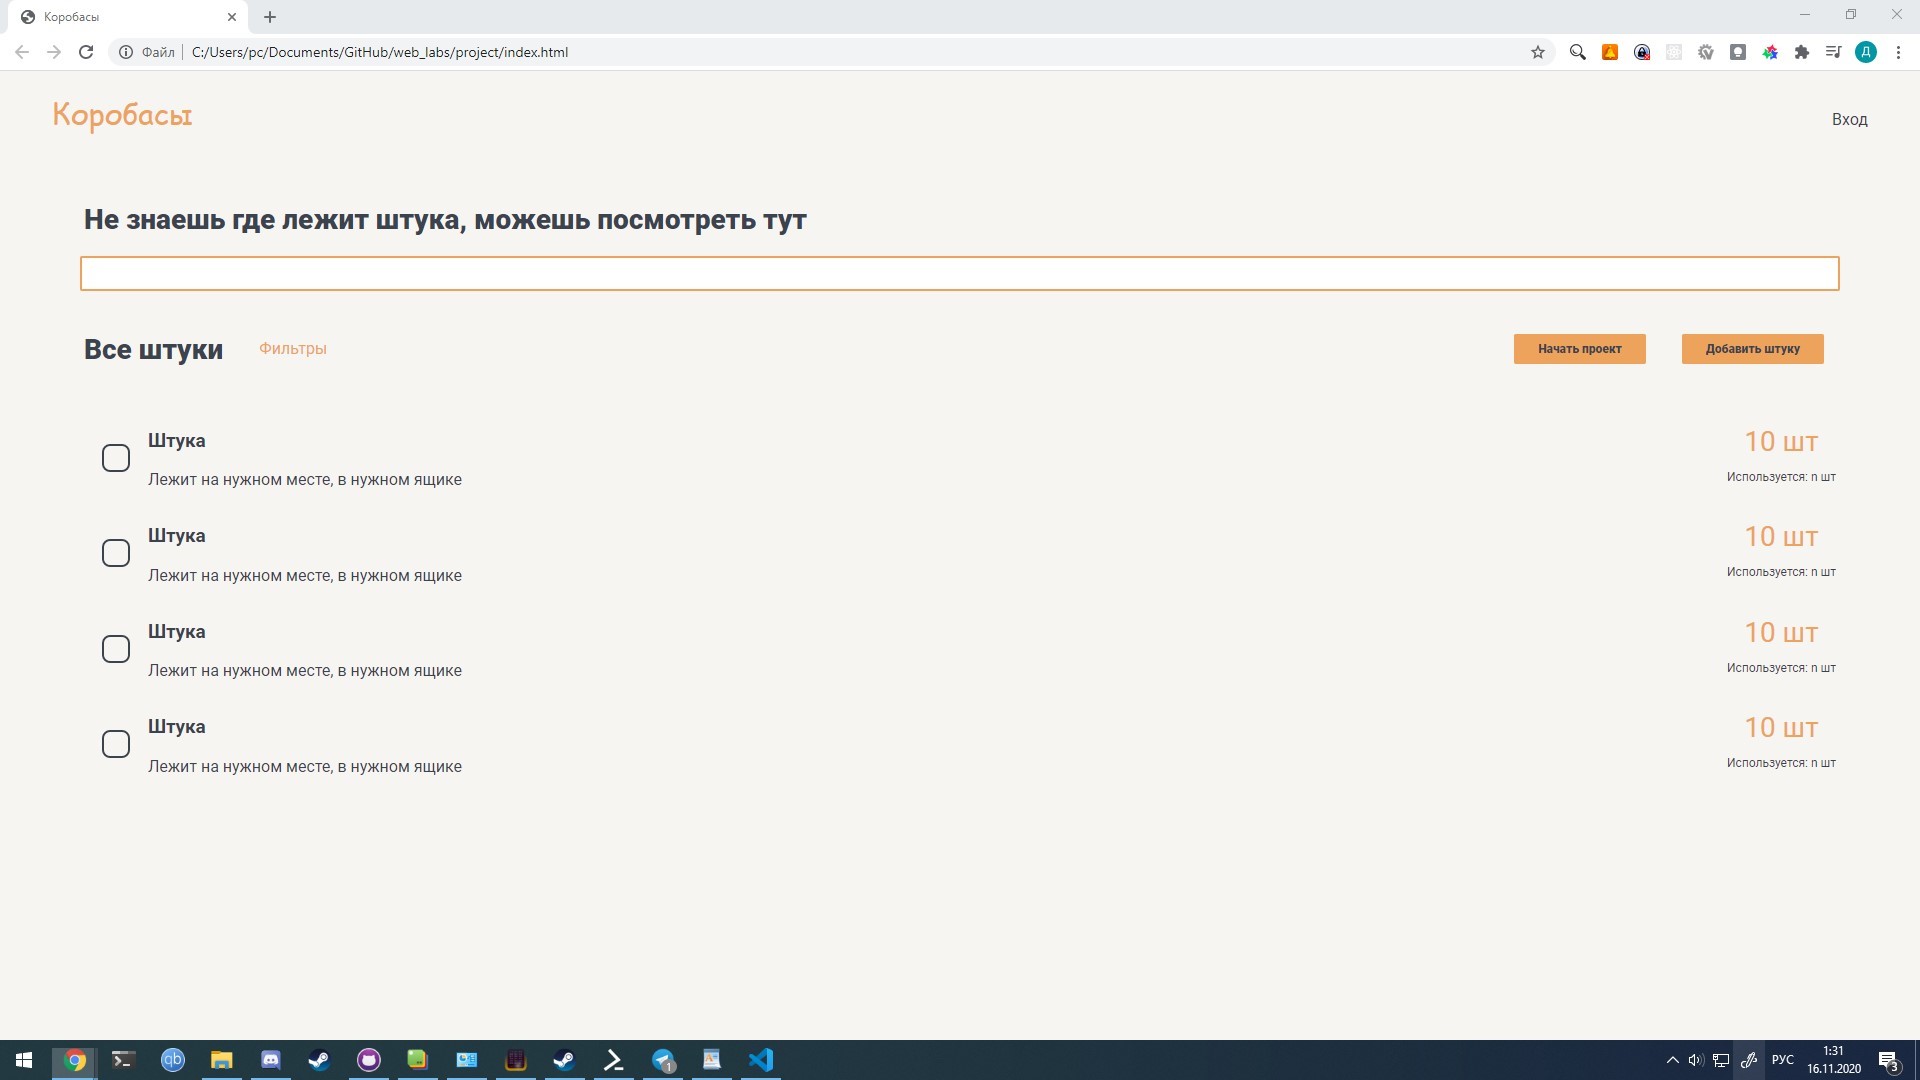 Коробасы
Файл
C:/Users/pc/Documents/GitHub/web_labs/project/index.html
Д
Коробасы
Вход
Не знаешь где лежит штука, можешь посмотреть тут
Все штуки
Фильтры
Начать проект
Добавить штуку
Штука
10 шт
Лежит на нужном месте, в нужном ящике
Используется: n шт
Штука
10 шт
Лежит на нужном месте, в нужном ящике
Используется: n шт
Штука
10 шт
Лежит на нужном месте, в нужном ящике
Используется: n шт
Штука
10 шт
Лежит на нужном месте, в нужном ящике
Используется: n шт
qb
1
РУС
1:31
16.11.2020
3